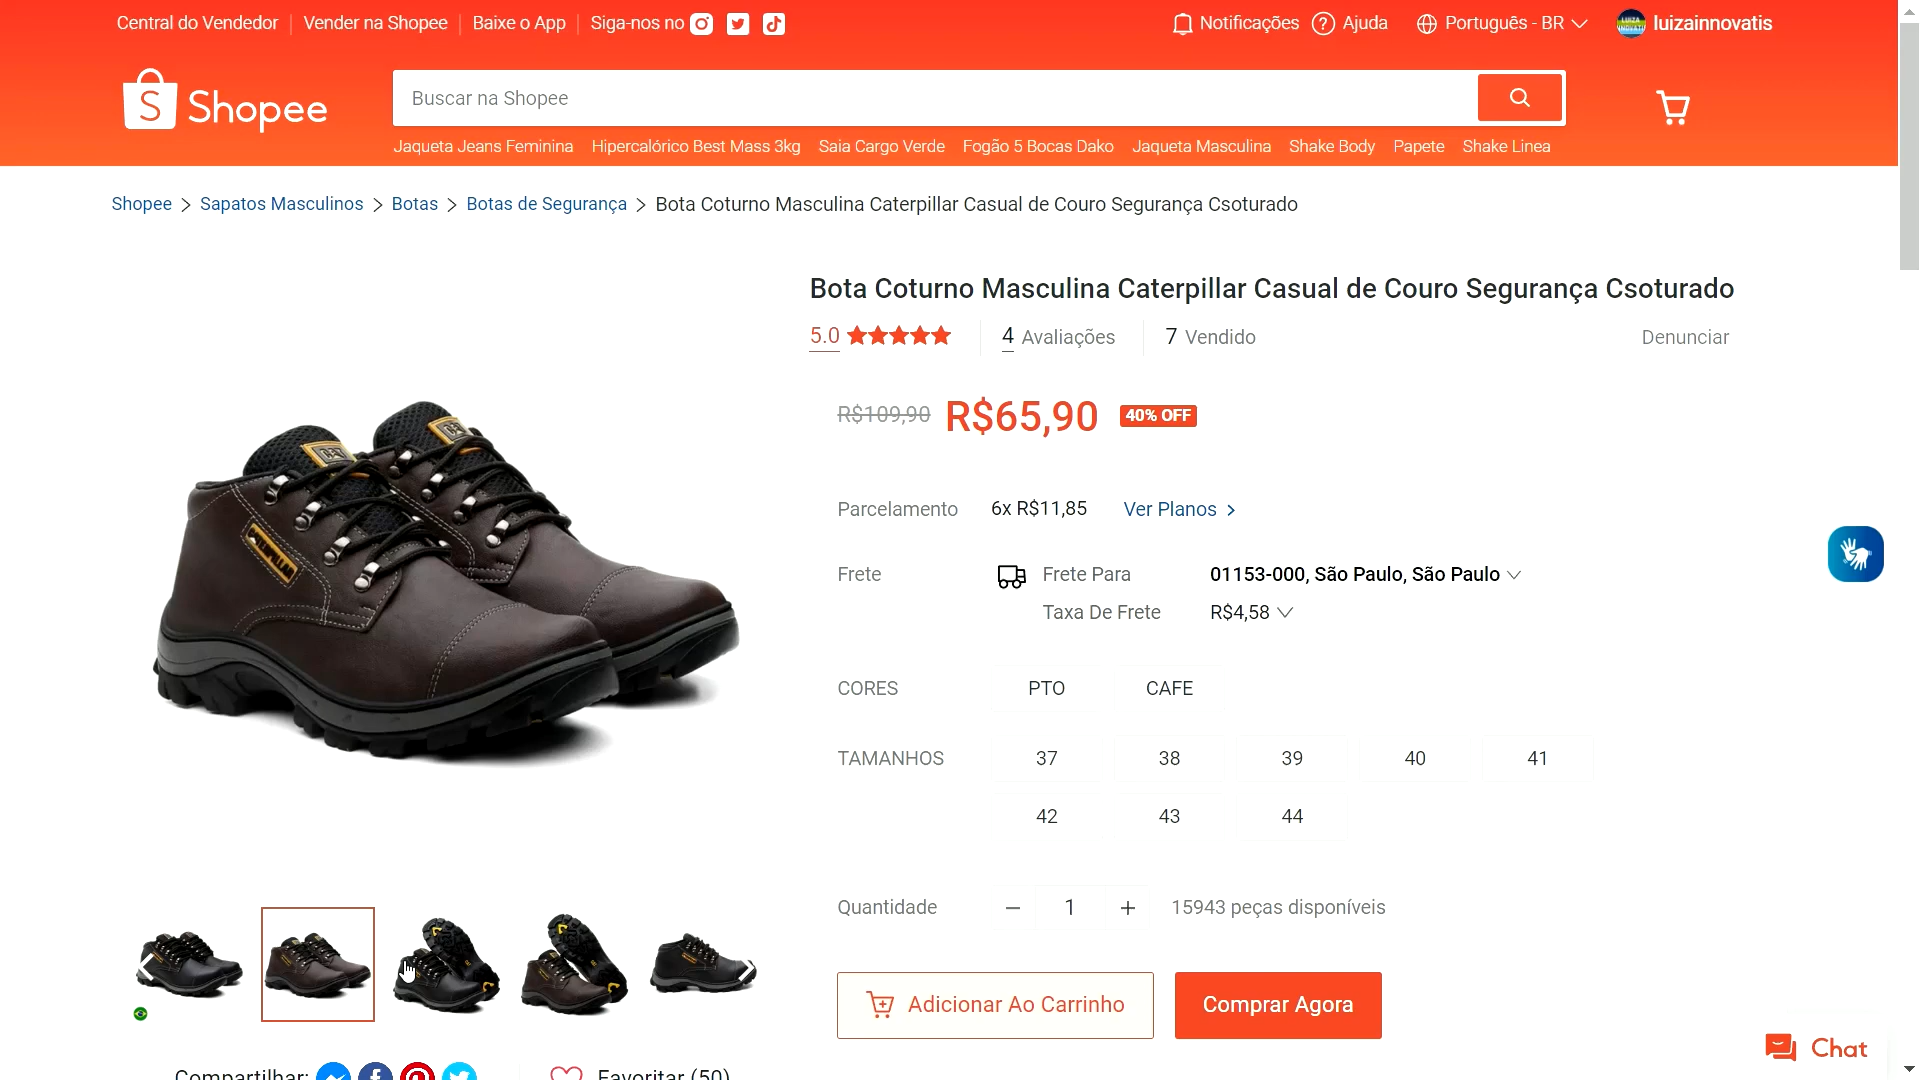 Central do Vendedor Vender na Shopee Baixe o App Siga-nos no Notificações Ajuda Português - BR luizainnovatis
Shopee
Buscar na Shopee
Jaqueta Jeans Feminina Hipercalórico Best Mass 3kg Saia Cargo Verde Fogão 5 Bocas Dako Jaqueta Masculina Shake Body Papete Shake Linea
Shopee > Sapatos Masculinos > Botas > Botas de Segurança > Bota Coturno Masculina Caterpillar Casual de Couro Segurança Csoturado
Bota Coturno Masculina Caterpillar Casual de Couro Segurança Csoturado
5.0 4 Avaliações 7 Vendido Denunciar
R$109,90 R$65,90 40% OFF
Parcelamento 6x R$11,85 Ver Planos >
Frete Frete Para 01153-000, São Paulo, São Paulo
Taxa De Frete R$4,58
CORES PTO CAFE
TAMANHOS 37 38 39 40 41
42 43 44
Quantidade − 1 + 15943 peças disponíveis
Adicionar Ao Carrinho Comprar Agora
Chat
Compartilhar: Favoritar (50)